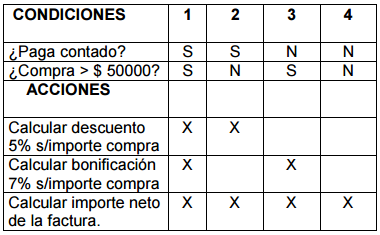 CONDICIONES 1 2 3 4
¿Paga contado? S S N N
¿Compra > $ 50000? S N S N
ACCIONES
Calcular descuento X X
5% s/importe compra
Calcular bonificación X X
7% s/importe compra
Calcular importe neto X X X X
de la factura.